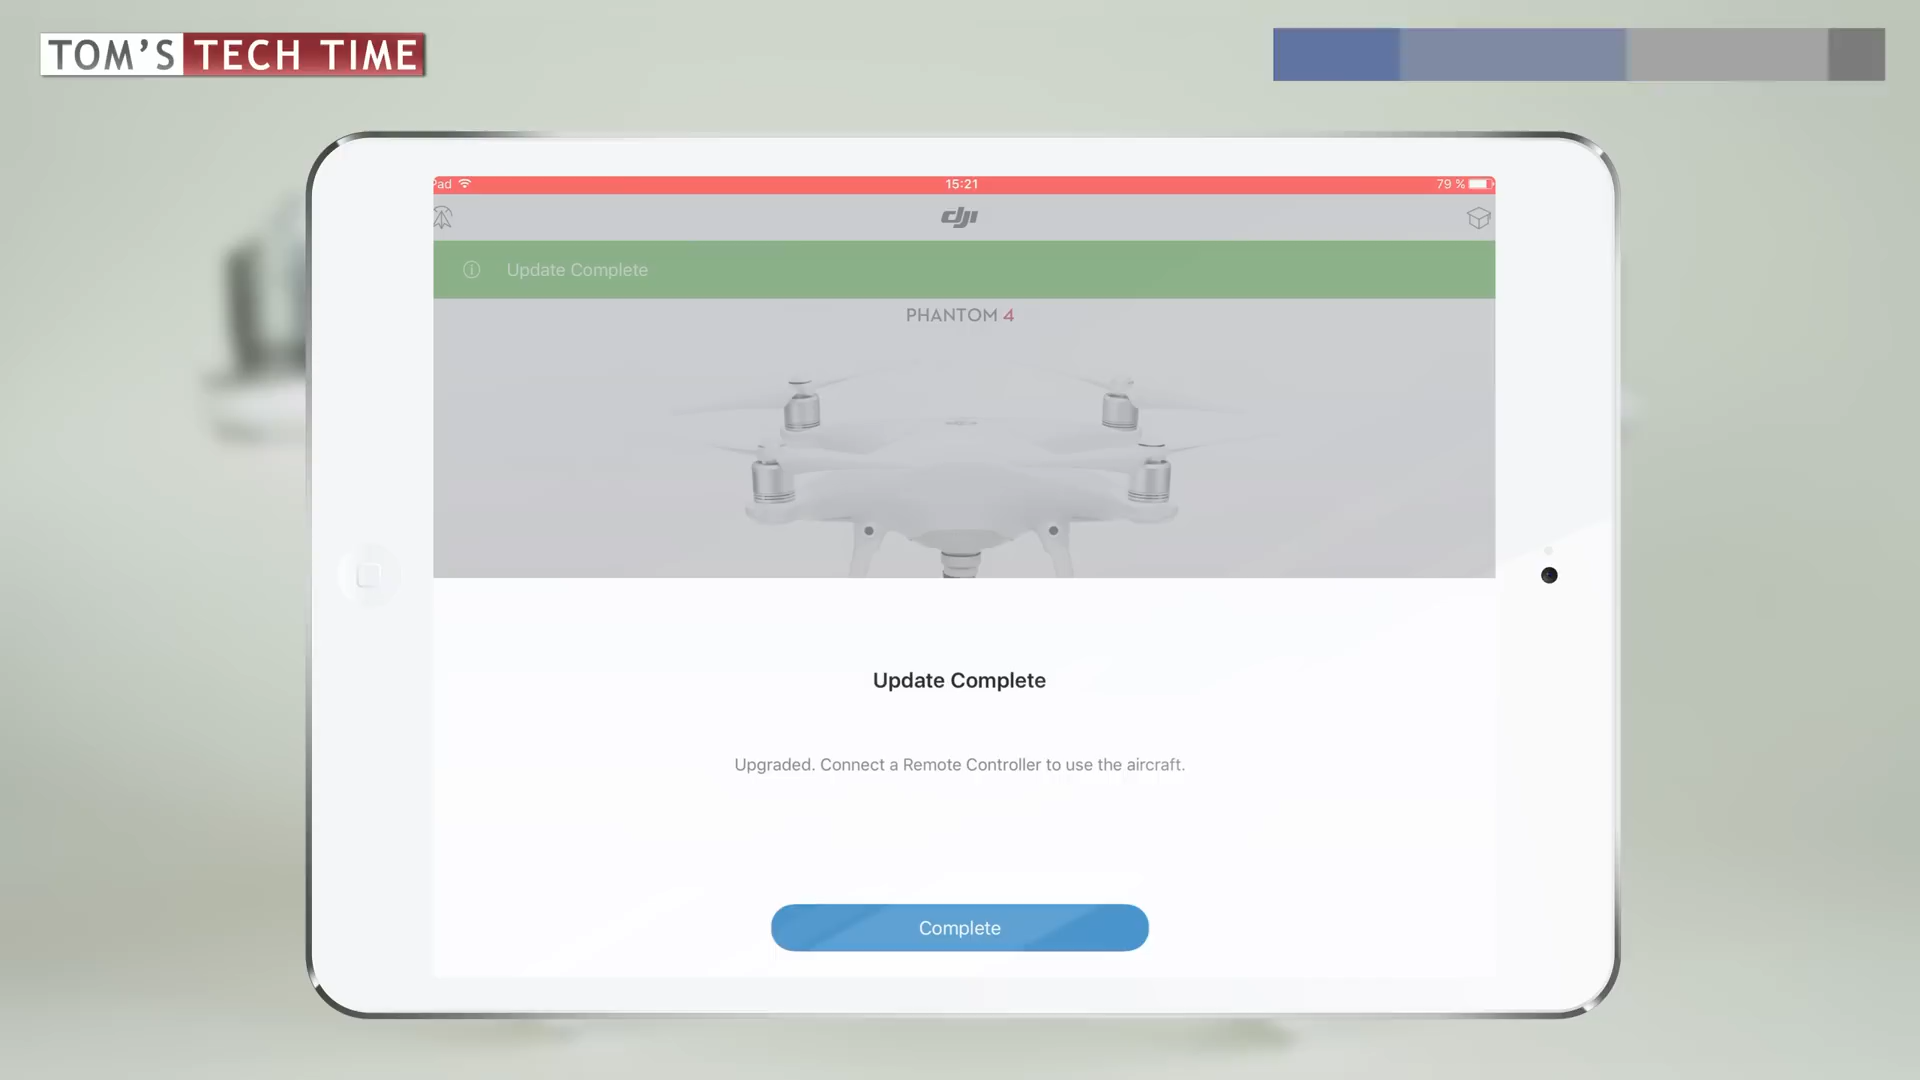 TOM'S TECH TIME
Pad 15:21 79 %
dji
Update Complete
PHANTOM 4
Update Complete
Upgraded. Connect a Remote Controller to use the aircraft.
Complete